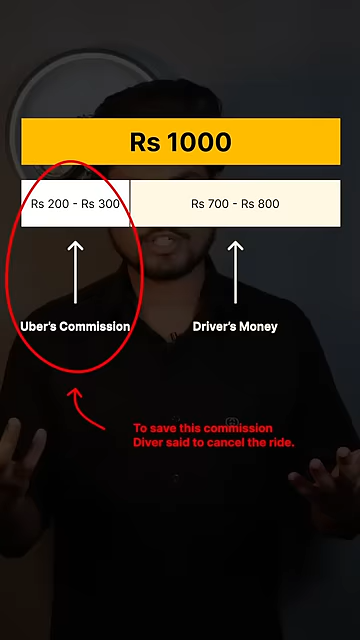 Rs 1000
Rs 200 - Rs 300
Rs 700 - Rs 800
Uber's Commission
Driver's Money
To save this commission
Diver said to cancel the ride.